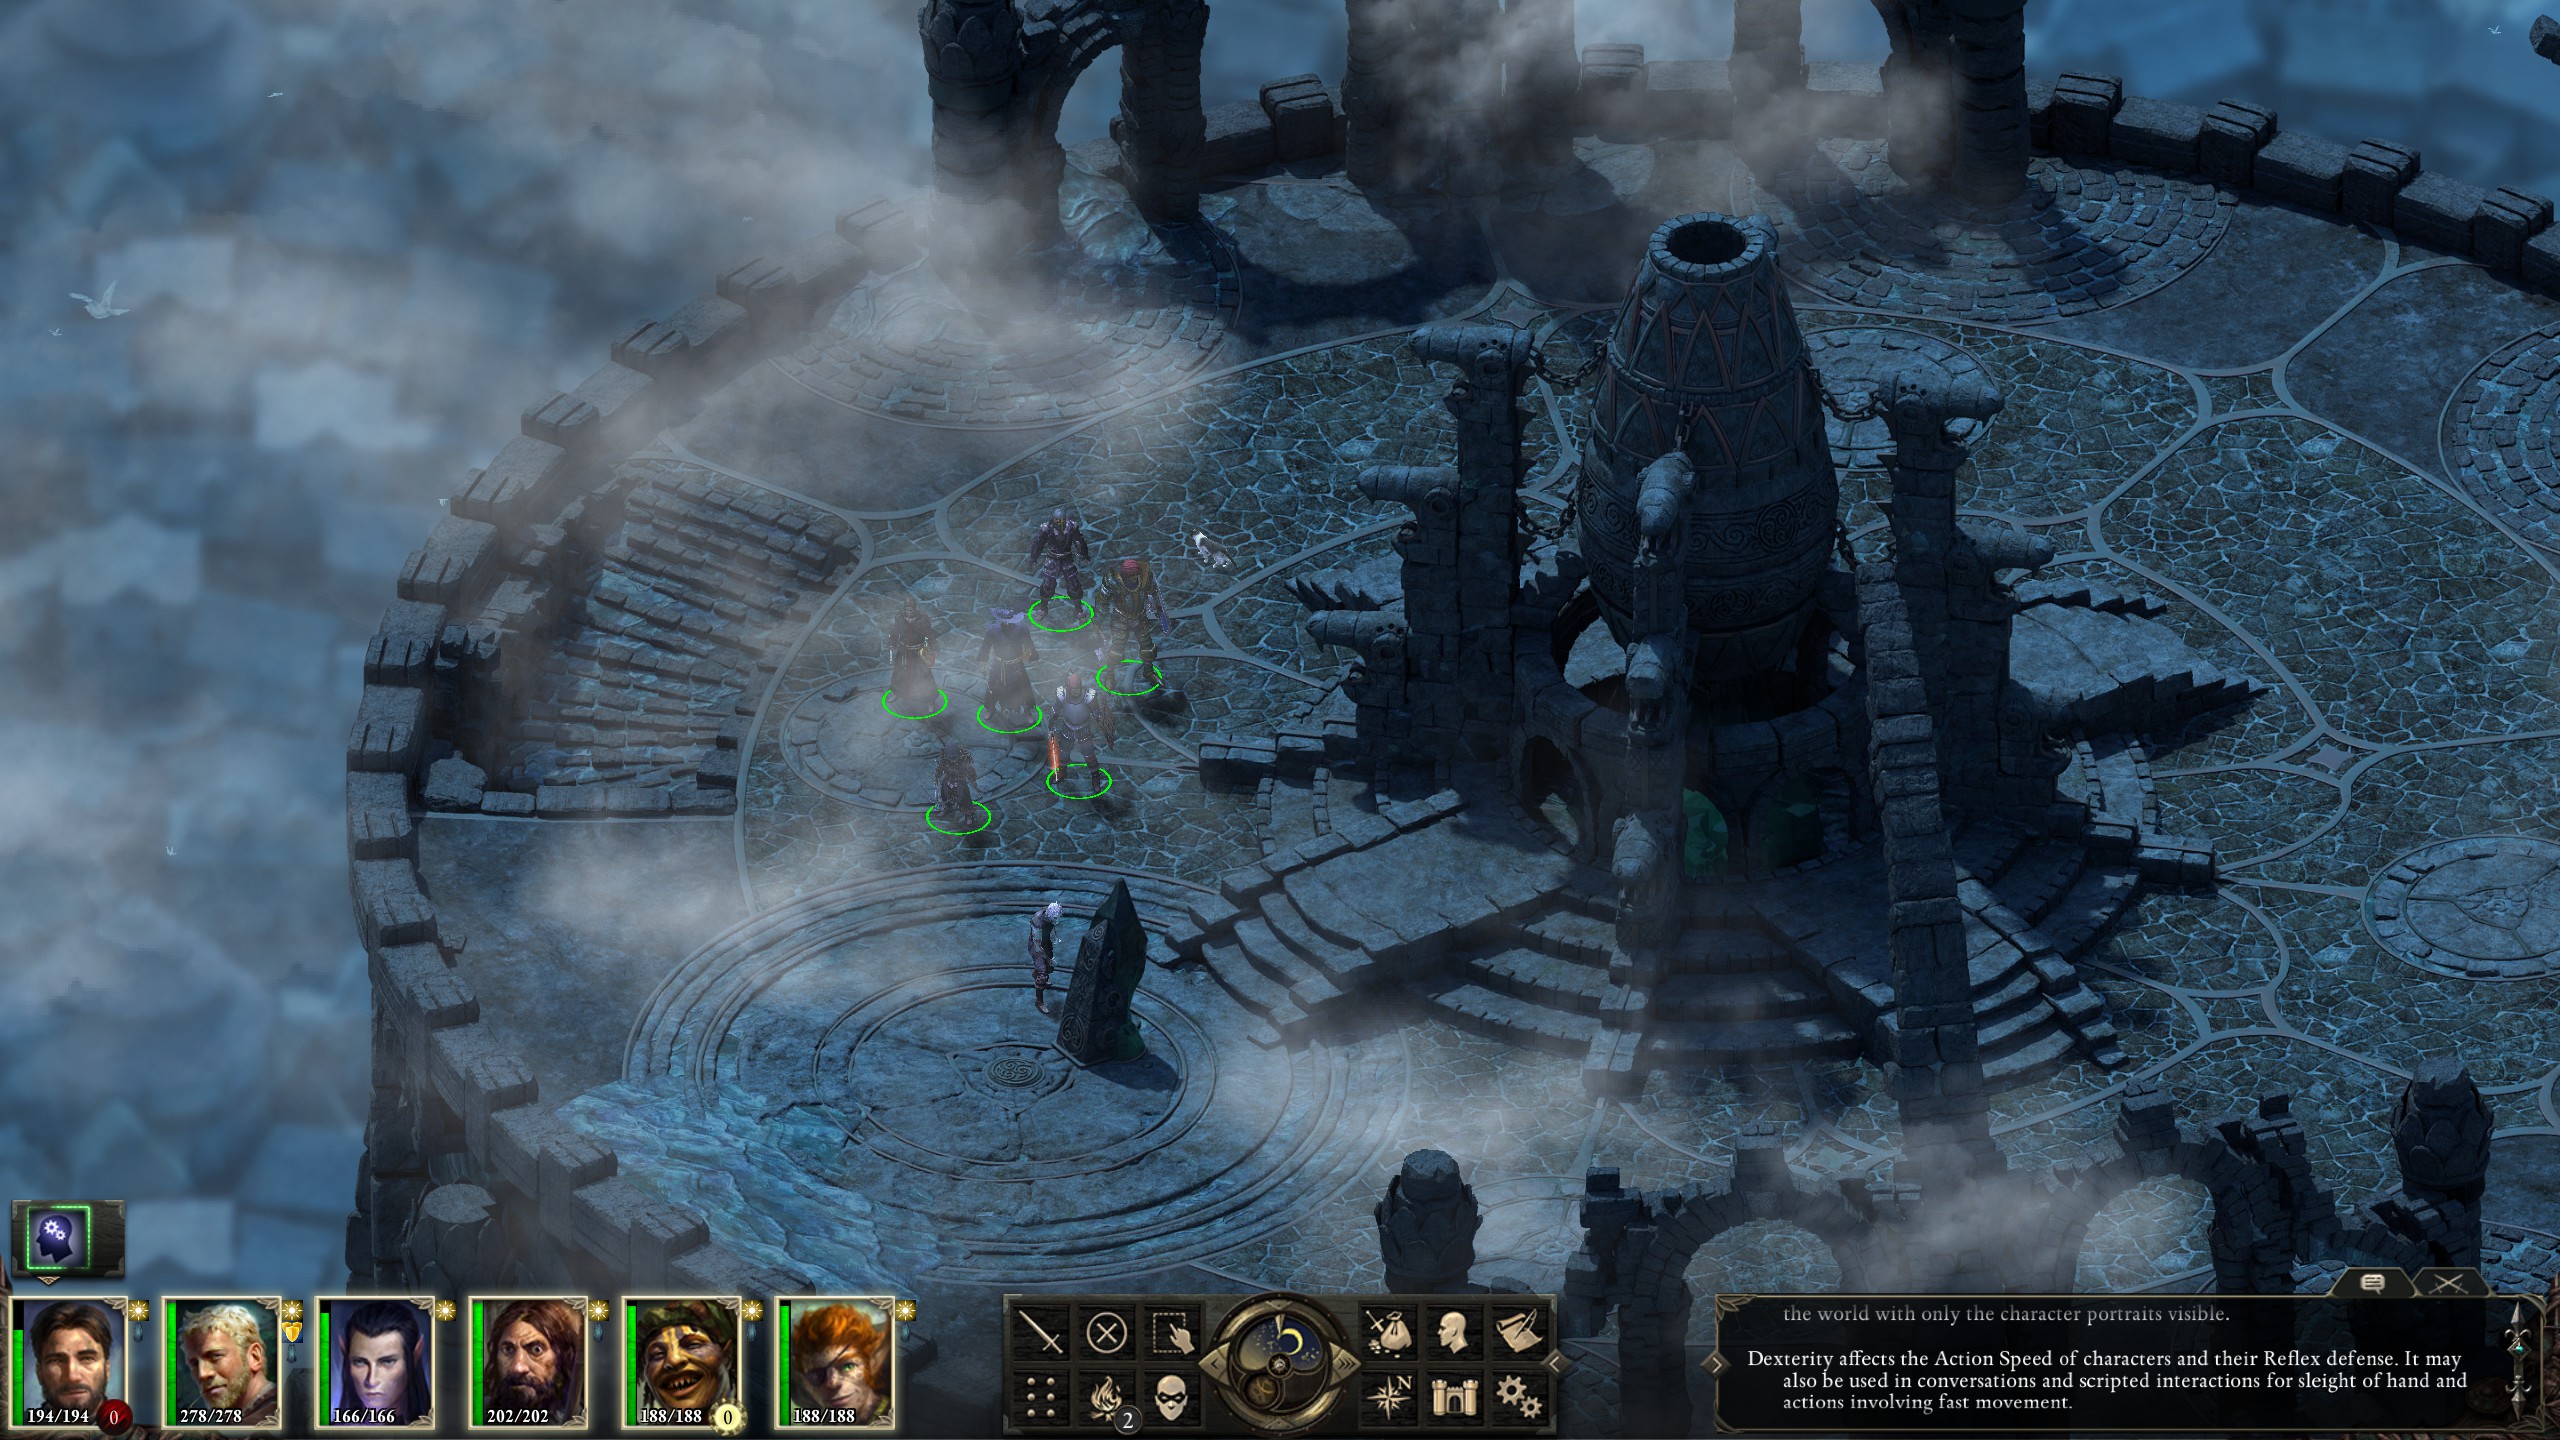 the world with only the character portraits visible.
Dexterity affects the Action Speed of characters and their Reflex defense. It may
also be used in conversations and scripted interactions for sleight of hand and
actions involving fast movement.
194/194 0
278/278
166/166
202/202
188/188 0
188/188
2
N